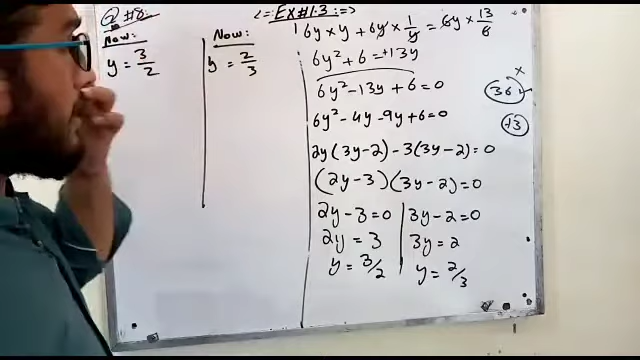 Q #8:
Now:
y = 3/2
Now:
y = 2/3
<= Ex#1.3 :=>
6y × y + 6y × 1/y = 6y × 13/6
6y² + 6 = +13y
6y² - 13y + 6 = 0
6y² - 4y - 9y + 6 = 0
2y(3y-2) - 3(3y-2) = 0
(2y-3)(3y-2) = 0
2y - 3 = 0
2y = 3
y = 3/2
3y - 2 = 0
3y = 2
y = 2/3
×
36
+
13